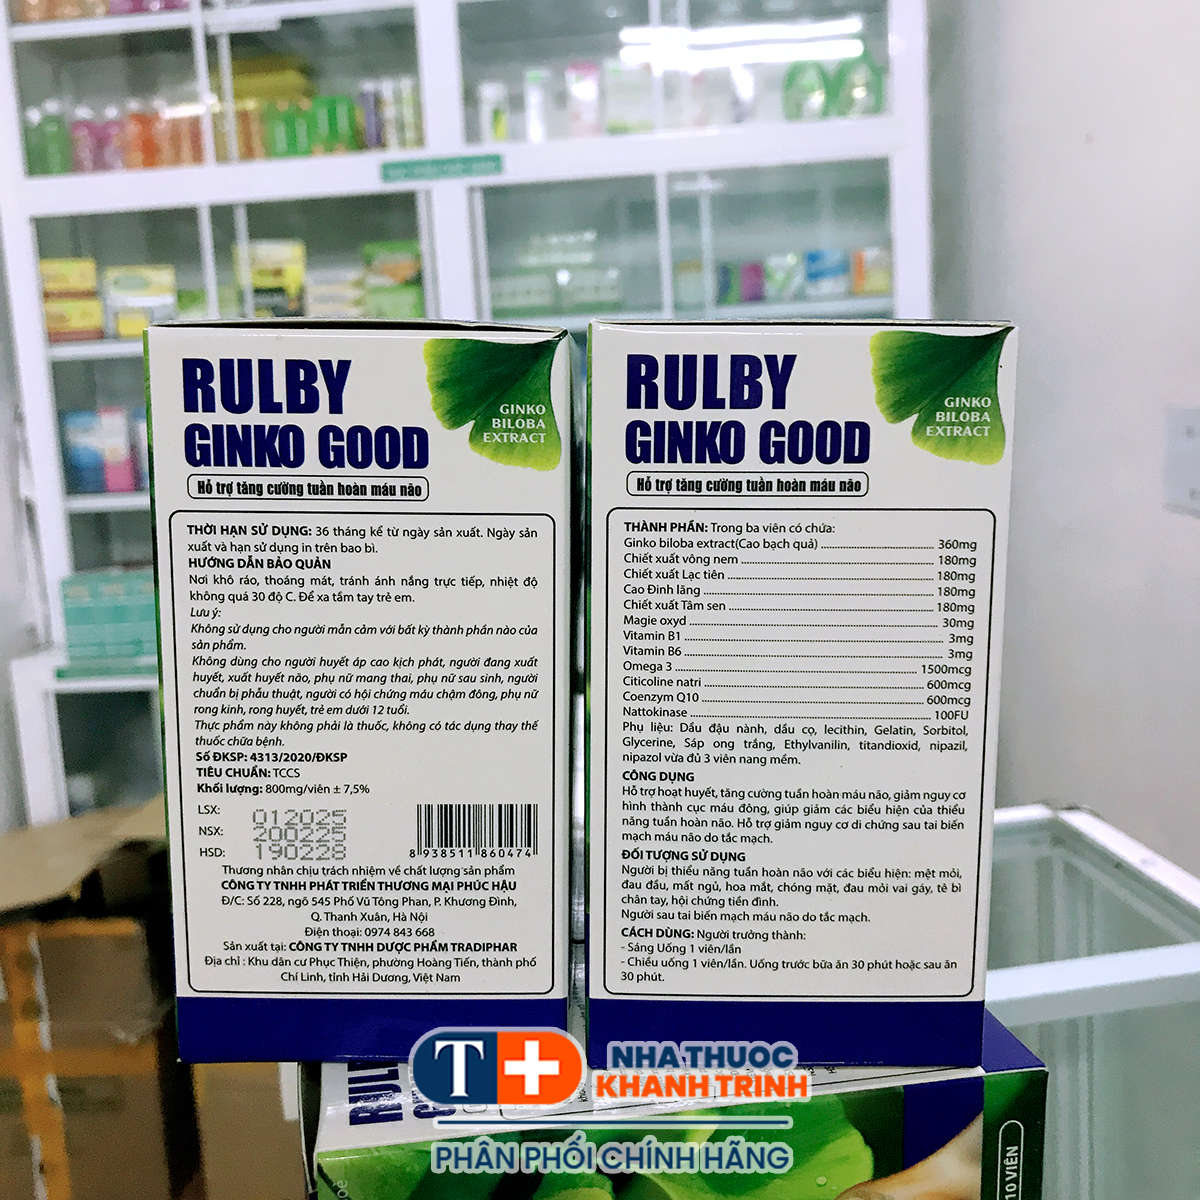 RULBY
GINKO GOOD
GINKO
BILOBA
EXTRACT
Hỗ trợ tăng cường tuần hoàn máu não
THỜI HẠN SỬ DỤNG: 36 tháng kể từ ngày sản xuất. Ngày sản
xuất và hạn sử dụng in trên bao bì.
HƯỚNG DẪN BẢO QUẢN
Nơi khô ráo, thoáng mát, tránh ánh nắng trực tiếp, nhiệt độ
không quá 30 độ C. Để xa tầm tay trẻ em.
Lưu ý:
Không sử dụng cho người mẫn cảm với bất kỳ thành phần nào của
sản phẩm.
Không dùng cho người huyết áp cao kịch phát, người đang xuất
huyết, xuất huyết não, phụ nữ mang thai, phụ nữ sau sinh, người
chuẩn bị phẫu thuật, người có hội chứng máu chậm đông, phụ nữ
rong kinh, rong huyết, trẻ em dưới 12 tuổi.
Thực phẩm này không phải là thuốc, không có tác dụng thay thế
thuốc chữa bệnh.
Số ĐKSP: 4313/2020/ĐKSP
TIÊU CHUẨN: TCCS
Khối lượng: 800mg/viên ± 7,5%
LSX: 012025
NSX: 200225
HSD: 190228
8 938511 860474
Thương nhân chịu trách nhiệm về chất lượng sản phẩm
CÔNG TY TNHH PHÁT TRIỂN THƯƠNG MẠI PHÚC HẬU
Đ/C: Số 228, ngõ 545 Phố Vũ Tông Phan, P. Khương Đình,
Q. Thanh Xuân, Hà Nội
Điện thoại: 0974 843 668
Sản xuất tại: CÔNG TY TNHH DƯỢC PHẨM TRADIPHAR
Địa chỉ : Khu dân cư Phục Thiện, phường Hoàng Tiến, thành phố
Chí Linh, tỉnh Hải Dương, Việt Nam
RULBY
GINKO GOOD
GINKO
BILOBA
EXTRACT
Hỗ trợ tăng cường tuần hoàn máu não
THÀNH PHẦN: Trong ba viên có chứa:
Ginko biloba extract(Cao bạch quả) 360mg
Chiết xuất vông nem 180mg
Chiết xuất Lạc tiên 180mg
Cao Đinh lăng 180mg
Chiết xuất Tâm sen 180mg
Magie oxyd 30mg
Vitamin B1 3mg
Vitamin B6 3mg
Omega 3 1500mcg
Citicoline natri 600mcg
Coenzym Q10 600mcg
Nattokinase 100FU
Phụ liệu: Dầu đậu nành, dầu cọ, lecithin, Gelatin, Sorbitol,
Glycerine, Sáp ong trắng, Ethylvanilin, titandioxid, nipazil,
nipazol vừa đủ 3 viên nang mềm.
CÔNG DỤNG
Hỗ trợ hoạt huyết, tăng cường tuần hoàn máu não, giảm nguy cơ
hình thành cục máu đông, giúp giảm các biểu hiện của thiểu
năng tuần hoàn não. Hỗ trợ giảm nguy cơ di chứng sau tai biến
mạch máu não do tắc mạch.
ĐỐI TƯỢNG SỬ DỤNG
Người bị thiểu năng tuần hoàn não với các biểu hiện: mệt mỏi,
đau đầu, mất ngủ, hoa mắt, chóng mặt, đau mỏi vai gáy, tê bì
chân tay, hội chứng tiền đình.
Người sau tai biến mạch máu não do tắc mạch.
CÁCH DÙNG: Người trưởng thành:
- Sáng Uống 1 viên/lần
- Chiều uống 1 viên/lần. Uống trước bữa ăn 30 phút hoặc sau ăn
30 phút.
RULBY
10 VIÊN
T+
NHA THUOC
KHANH TRINH
PHÂN PHỐI CHÍNH HÃNG